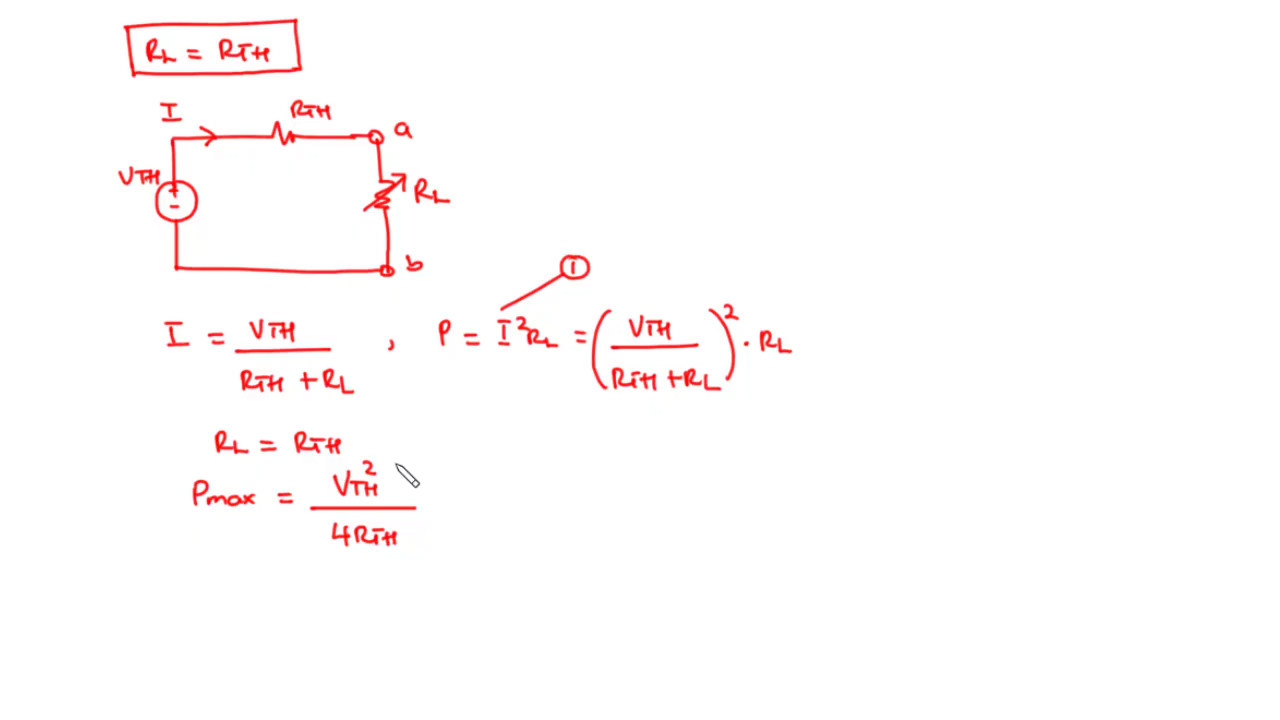 RL = RTH
I
RTH
a
VTH
+
-
RL
b
1
I = VTH / RTH + RL , P = I²RL = (VTH / RTH + RL)² · RL
RL = RTH
Pmax = VTH² / 4RTH